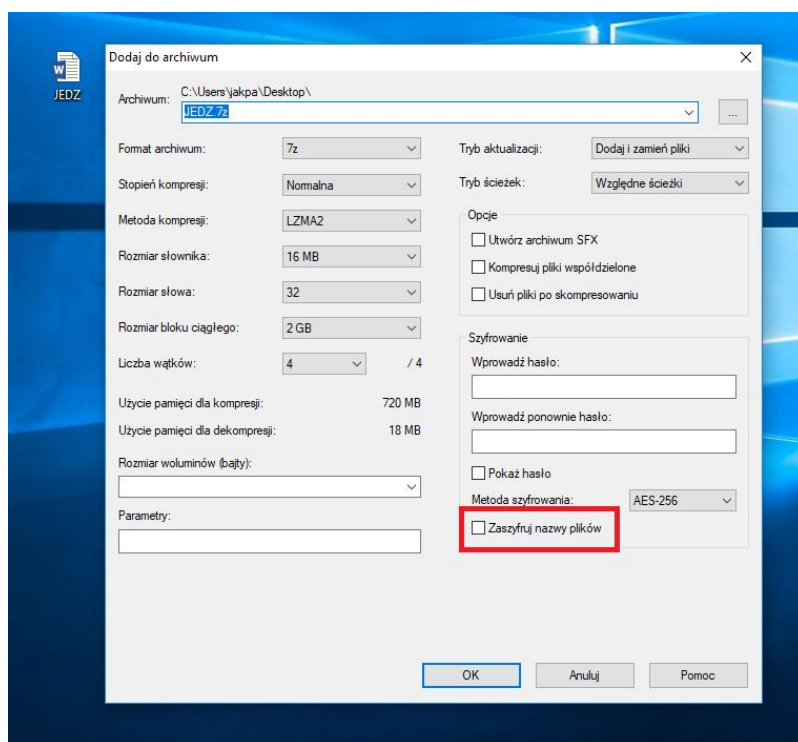 JEDZ
Dodaj do archiwum
Archiwum:
C:\Users\jakpa\Desktop\
JEDZ.7z
...
Format archiwum:
7z
Stopień kompresji:
Normalna
Metoda kompresji:
LZMA2
Rozmiar słownika:
16 MB
Rozmiar słowa:
32
Rozmiar bloku ciągłego:
2 GB
Liczba wątków:
4
/ 4
Użycie pamięci dla kompresji:
720 MB
Użycie pamięci dla dekompresji:
18 MB
Rozmiar woluminów (bajty):
Parametry:
Tryb aktualizacji:
Dodaj i zamień pliki
Tryb ścieżek:
Względne ścieżki
Opcje
Utwórz archiwum SFX
Kompresuj pliki współdzielone
Usuń pliki po skompresowaniu
Szyfrowanie
Wprowadź hasło:
Wprowadź ponownie hasło:
Pokaż hasło
Metoda szyfrowania:
AES-256
Zaszyfruj nazwy plików
OK
Anuluj
Pomoc